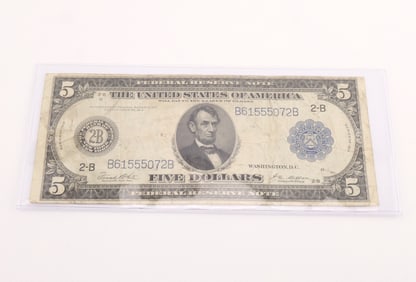 5 FEDERAL RESERVE NOTE 5
THE UNITED STATES OF AMERICA
WILL PAY TO THE BEARER ON DEMAND
B61555072B 2-B
2-B
2-B B61555072B
WASHINGTON, D.C.
5 FIVE DOLLARS 5
FEDERAL RESERVE NOTE